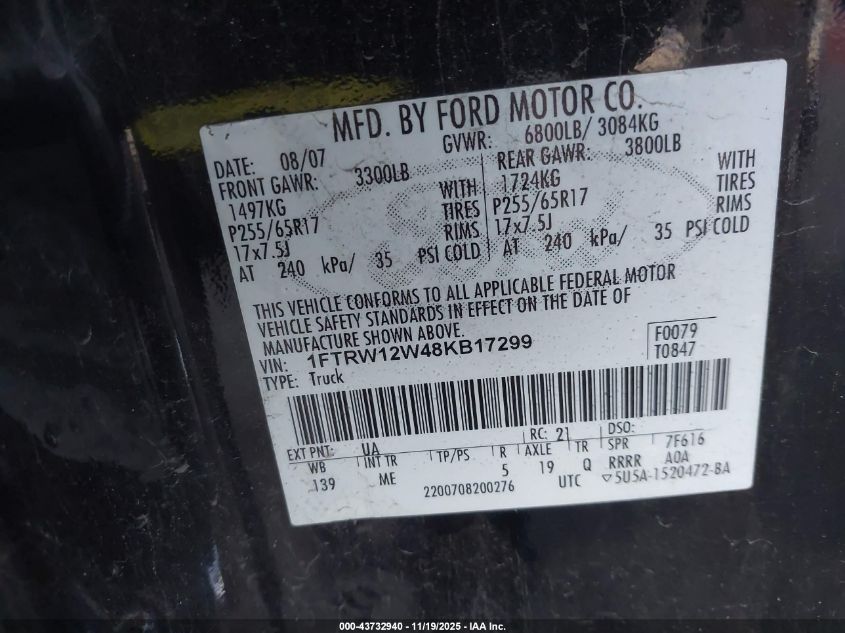 MFD. BY FORD MOTOR CO.
DATE: 08/07 GVWR: 6800LB/ 3084KG
FRONT GAWR: 3300LB REAR GAWR: 3800LB
1497KG WITH 1724KG WITH
P255/65R17 TIRES P255/65R17 TIRES
17x7.5J RIMS 17x7.5J RIMS
AT 240 kPa/ 35 PSI COLD AT 240 kPa/ 35 PSI COLD
THIS VEHICLE CONFORMS TO ALL APPLICABLE FEDERAL MOTOR
VEHICLE SAFETY STANDARDS IN EFFECT ON THE DATE OF
MANUFACTURE SHOWN ABOVE.
VIN: 1FTRW12W48KB17299 F0079
TYPE: Truck T0847
EXT PNT: UA RC: 21 DSO:
WB INT TR TP/PS R AXLE TR SPR 7F616
139 ME 5 19 Q RRRR A0A
2200708200276 UTC ▽5U5A-1520472-BA
000-43732940 - 11/19/2025 - IAA Inc.